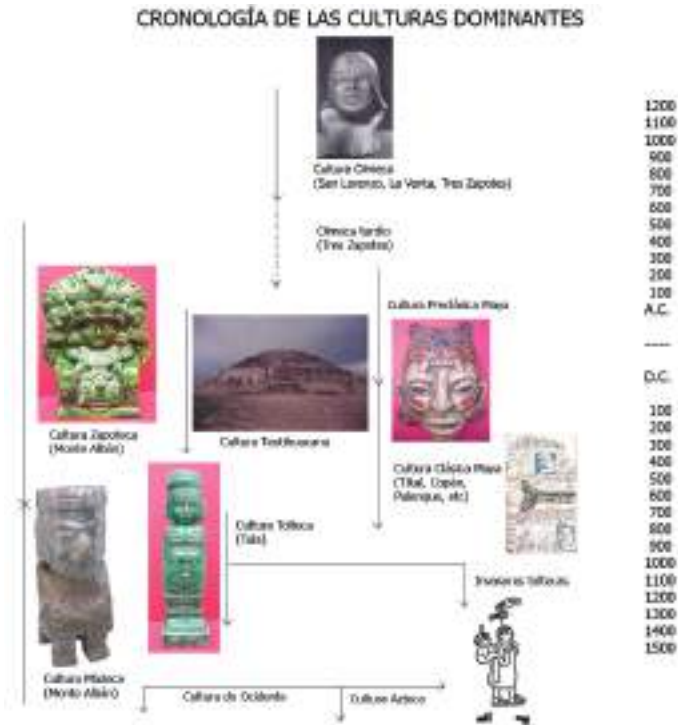 CRONOLOGÍA DE LAS CULTURAS DOMINANTES
Cultura Olmeca
(San Lorenzo, La Venta, Tres Zapotes)
Olmeca tardío
(Tres Zapotes)
Cultura Preclásica Maya
Cultura Zapoteca
(Monte Albán)
Cultura Teotihuacana
Cultura Clásica Maya
(Tikal, Copán,
Palenque, etc)
Cultura Tolteca
(Tula)
Invasores toltecas
Cultura Mixteca
(Monte Albán)
Cultura de Ocidente
Cultura Azteca
1200
1100
1000
900
800
700
600
500
400
300
200
100
A.C.
----
D.C.
100
200
300
400
500
600
700
800
900
1000
1100
1200
1300
1400
1500